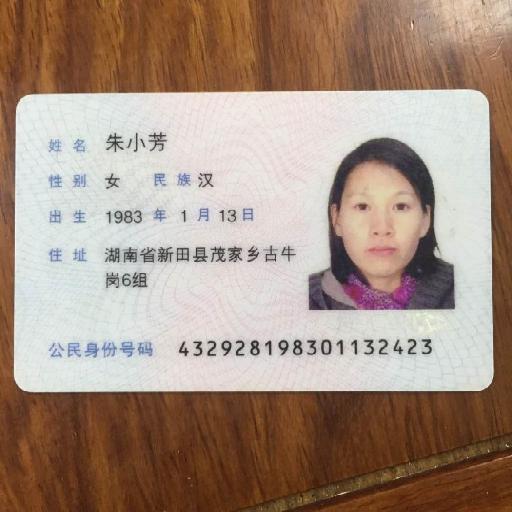 姓名 朱小芳
性别 女 民族 汉
出生 1983 年 1 月 13 日
住址 湖南省新田县茂家乡古牛
岗6组
公民身份号码 432928198301132423